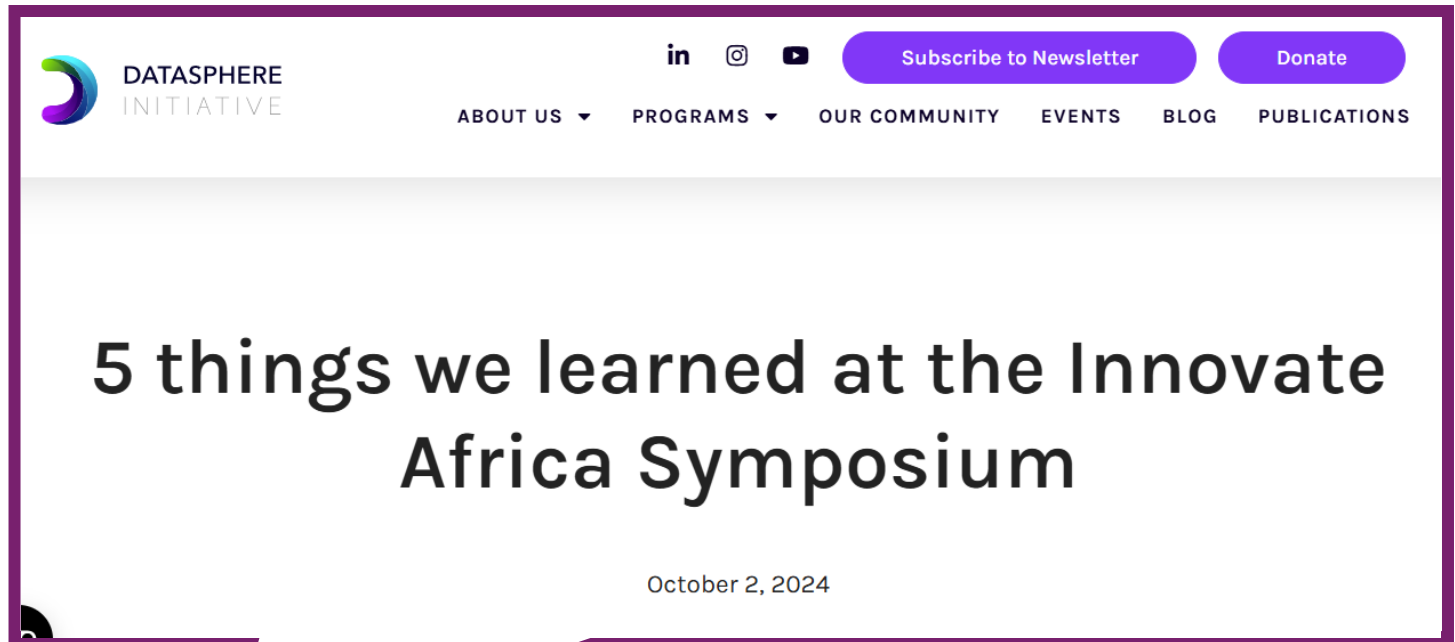 DATASPHERE
INITIATIVE
in
Subscribe to Newsletter
Donate
ABOUT US
PROGRAMS
OUR COMMUNITY
EVENTS
BLOG
PUBLICATIONS
5 things we learned at the Innovate
Africa Symposium
October 2, 2024